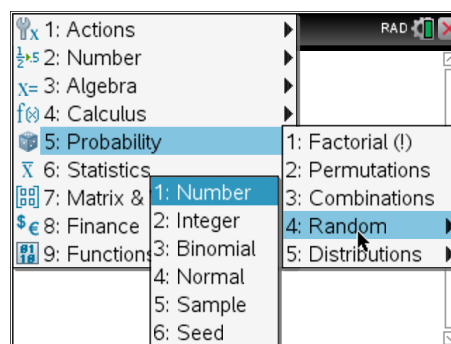 1: Actions
RAD
2: Number
3: Algebra
4: Calculus
5: Probability
6: Statistics
7: Matrix &
8: Finance
9: Functions
1: Factorial (!)
2: Permutations
3: Combinations
4: Random
5: Distributions
1: Number
2: Integer
3: Binomial
4: Normal
5: Sample
6: Seed